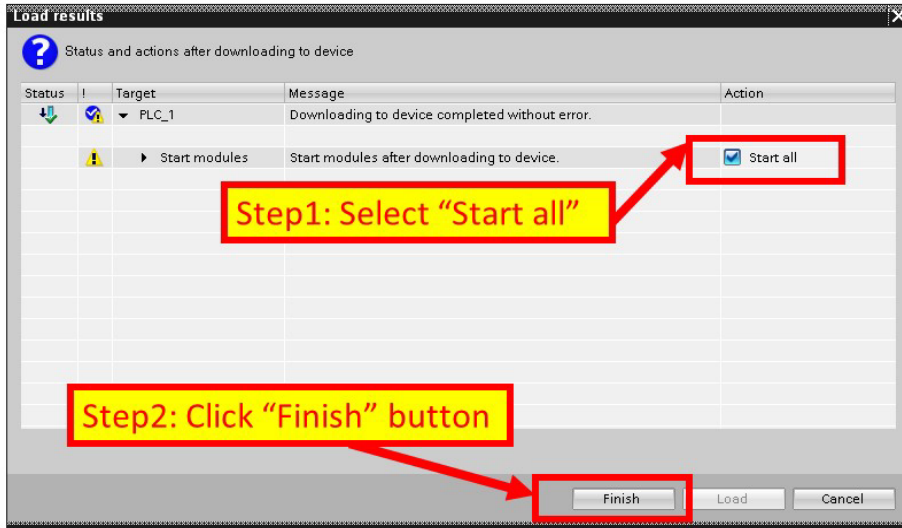 Load results
Status and actions after downloading to device
Status ! Target Message Action
PLC_1 Downloading to device completed without error.
Start modules Start modules after downloading to device. Start all
Step1: Select “Start all”
Step2: Click “Finish” button
Finish Load Cancel